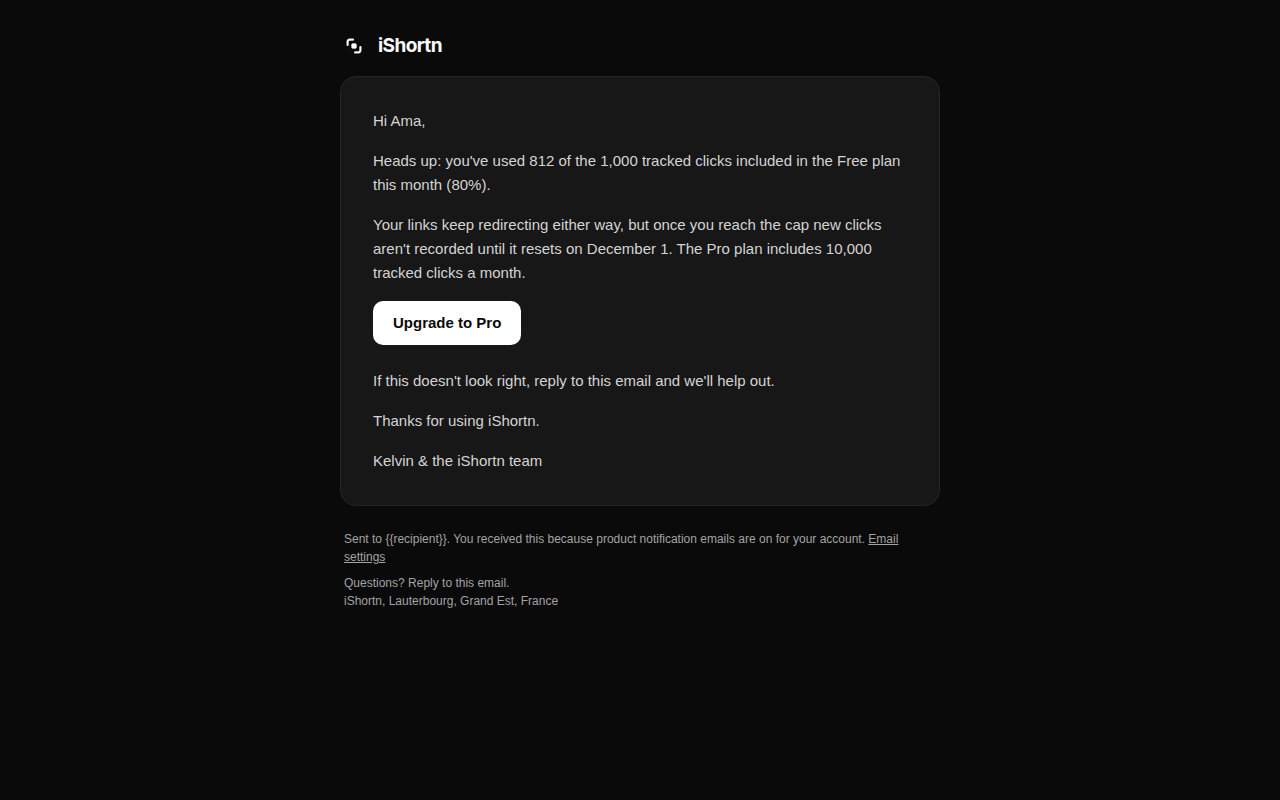 iShortn
Hi Ama,
Heads up: you've used 812 of the 1,000 tracked clicks included in the Free plan
this month (80%).
Your links keep redirecting either way, but once you reach the cap new clicks
aren't recorded until it resets on December 1. The Pro plan includes 10,000
tracked clicks a month.
Upgrade to Pro
If this doesn't look right, reply to this email and we'll help out.
Thanks for using iShortn.
Kelvin & the iShortn team
Sent to {{recipient}}. You received this because product notification emails are on for your account. Email
settings
Questions? Reply to this email.
iShortn, Lauterbourg, Grand Est, France